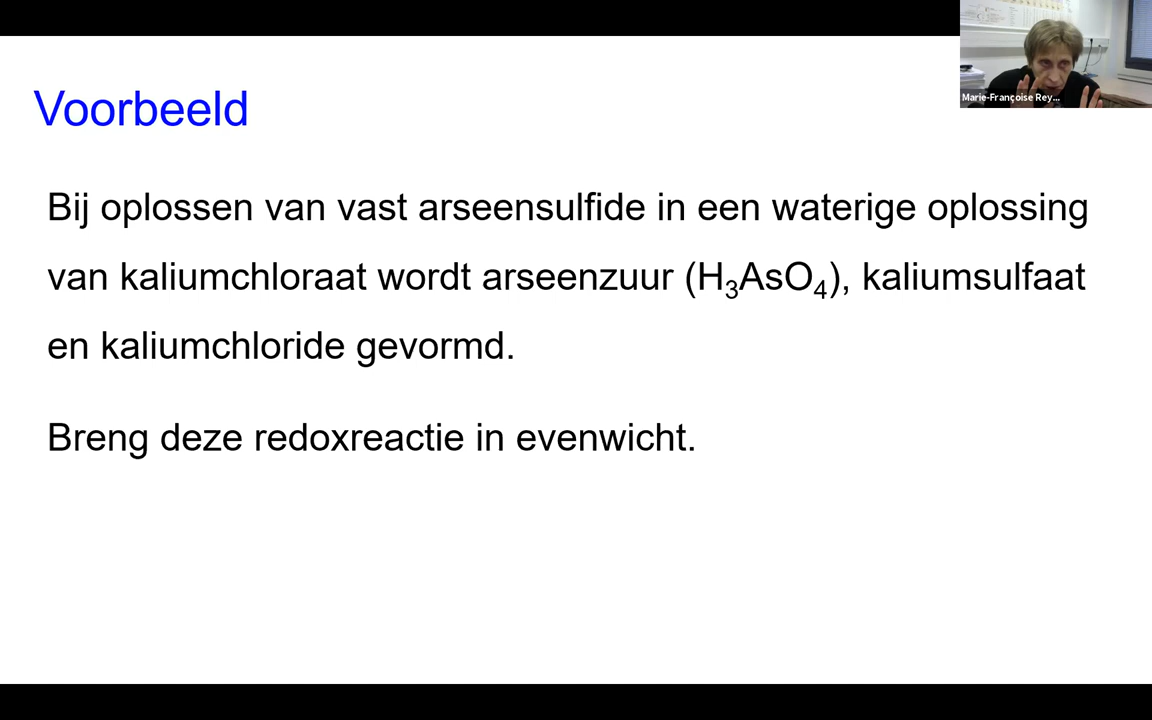 Marie-Françoise Rey...
Voorbeeld
Bij oplossen van vast arseensulfide in een waterige oplossing
van kaliumchloraat wordt arseenzuur (H₃AsO₄), kaliumsulfaat
en kaliumchloride gevormd.
Breng deze redoxreactie in evenwicht.